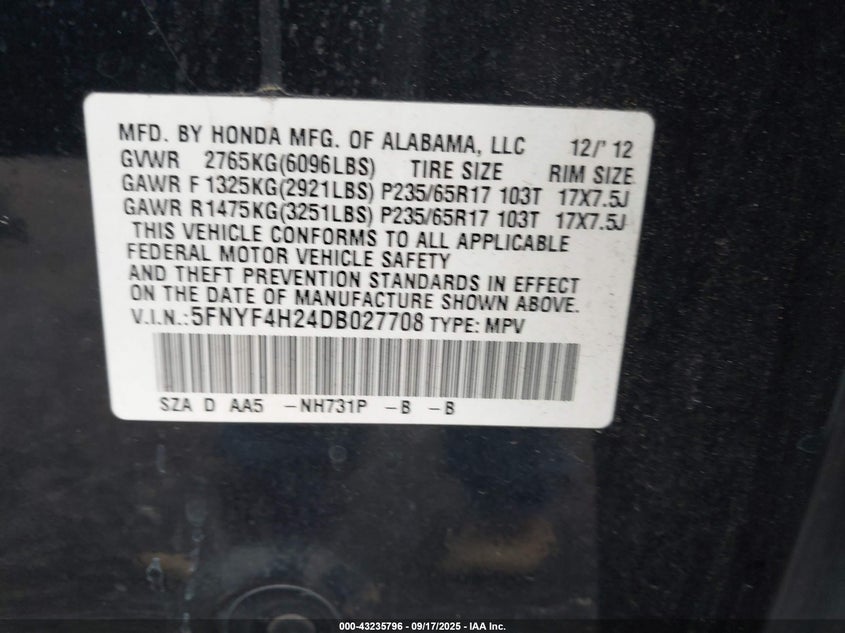 MFD. BY HONDA MFG. OF ALABAMA, LLC 12/'12
GVWR 2765KG(6096LBS) TIRE SIZE RIM SIZE
GAWR F 1325KG(2921LBS) P235/65R17 103T 17X7.5J
GAWR R1475KG(3251LBS) P235/65R17 103T 17X7.5J
THIS VEHICLE CONFORMS TO ALL APPLICABLE
FEDERAL MOTOR VEHICLE SAFETY
AND THEFT PREVENTION STANDARDS IN EFFECT
ON THE DATE OF MANUFACTURE SHOWN ABOVE.
V.I.N.:5FNYF4H24DB027708 TYPE: MPV
SZA D AA5 -NH731P -B -B
000-43235796 - 09/17/2025 - IAA Inc.